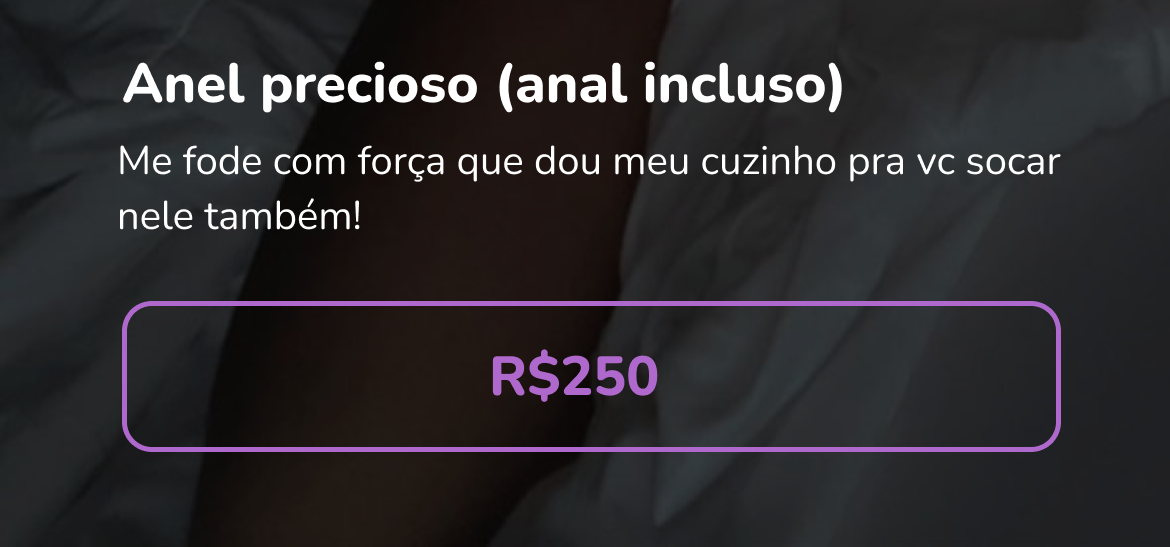 Anel precioso (anal incluso)
Me fode com força que dou meu cuzinho pra vc socar
nele também!
R$250